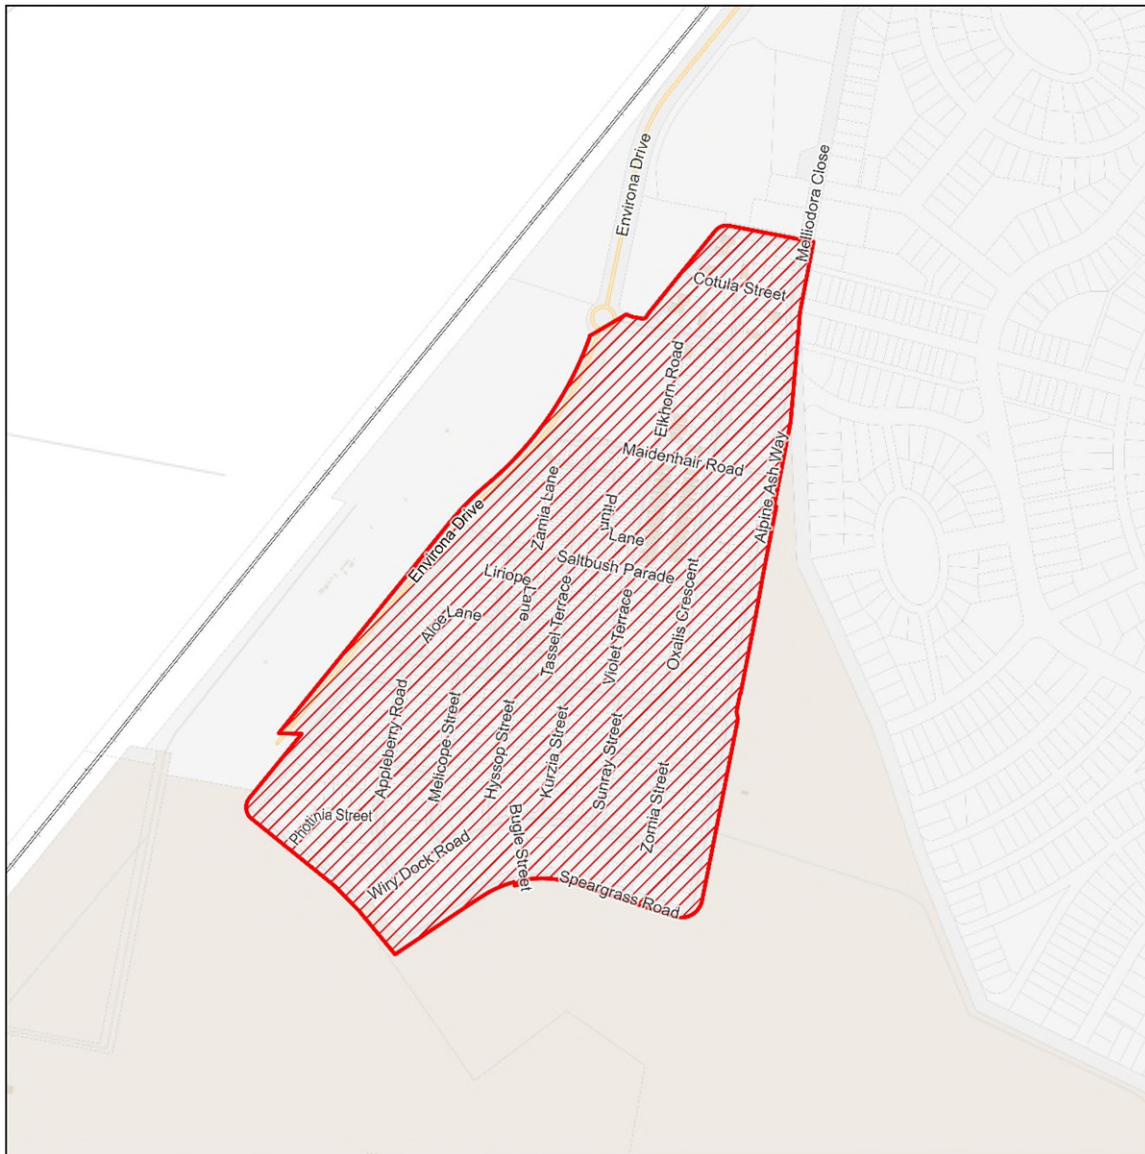 Environa Drive
Melliodora Close
Cotula Street
Elkhorn Road
Maidenhair Road
Alpine Ash Way
Zamia Lane
Pilum
Lane
Environa Drive
Saltbush Parade
Liriope
Lane
Aloe Lane
Tassel Terrace
Violet Terrace
Oxalis Crescent
Appleberry Road
Melicope Street
Hyssop Street
Kurzia Street
Sunray Street
Zornia Street
Photinia Street
Wiry Dock Road
Bugle Street
Speargrass Road